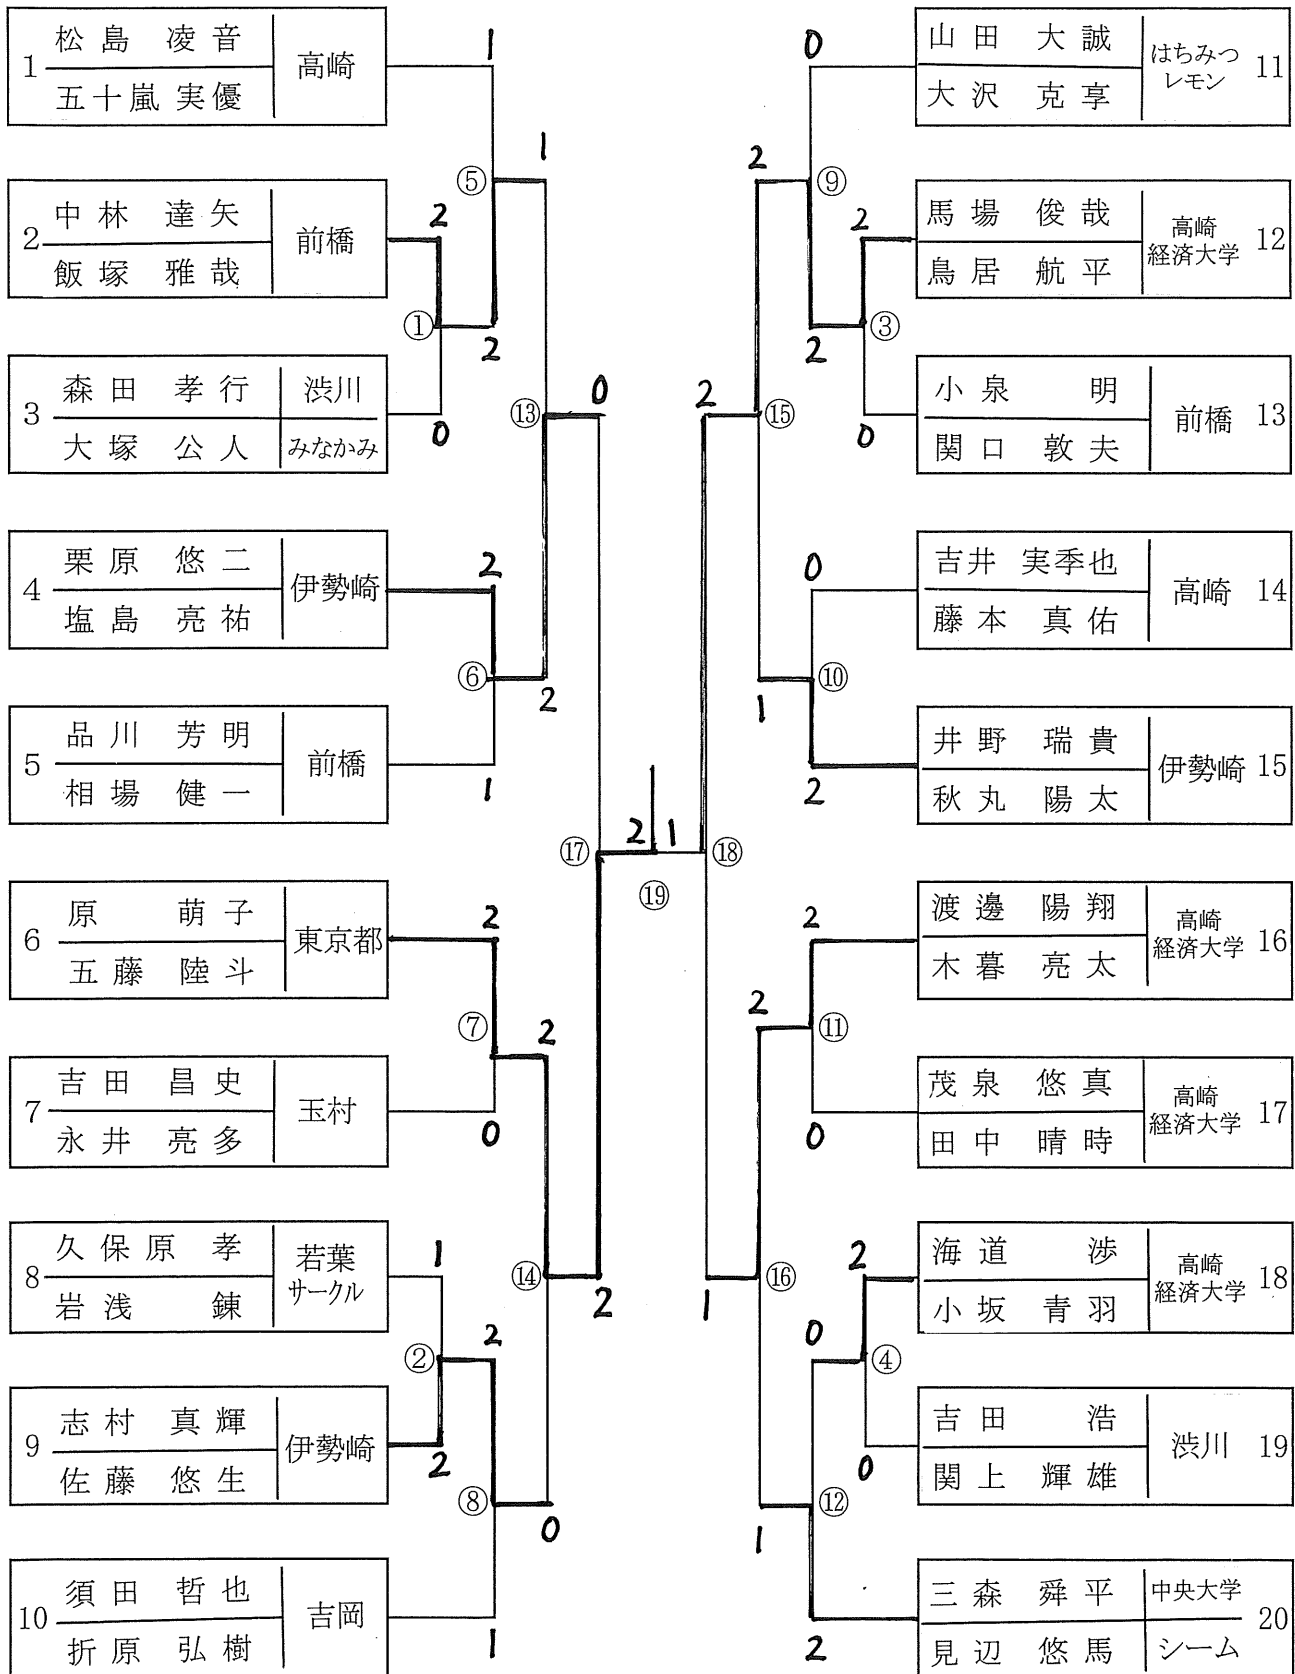 1
松島 凌音
五十嵐 実優
高崎
2
中林 達矢
飯塚 雅哉
前橋
3
森田 孝行
大塚 公人
渋川
みなかみ
4
栗原 悠二
塩島 亮祐
伊勢崎
5
品川 芳明
相場 健一
前橋
6
原 萌子
五藤 陸斗
東京都
7
吉田 昌史
永井 亮多
玉村
8
久保原 孝
岩浅 錬
若葉
サークル
9
志村 真輝
佐藤 悠生
伊勢崎
10
須田 哲也
折原 弘樹
吉岡
1
⑤
1
2
①
2
0
⑬
0
2
⑥
2
1
⑰
2
1
⑱
⑲
2
⑦
2
0
1
⑭
2
②
2
2
⑧
0
1
0
2
⑨
2
2
③
2
⑮
0
0
⑩
1
2
2
2
⑪
0
2
⑯
1
0
④
0
⑫
1
2
山田 大誠
大沢 克享
はちみつ
レモン
11
馬場 俊哉
鳥居 航平
高崎
経済大学
12
小泉 明
関口 敦夫
前橋
13
吉井 実季也
藤本 真佑
高崎
14
井野 瑞貴
秋丸 陽太
伊勢崎
15
渡邊 陽翔
木暮 亮太
高崎
経済大学
16
茂泉 悠真
田中 晴時
高崎
経済大学
17
海道 渉
小坂 青羽
高崎
経済大学
18
吉田 浩
関上 輝雄
渋川
19
三森 舜平
見辺 悠馬
中央大学
シーム
20